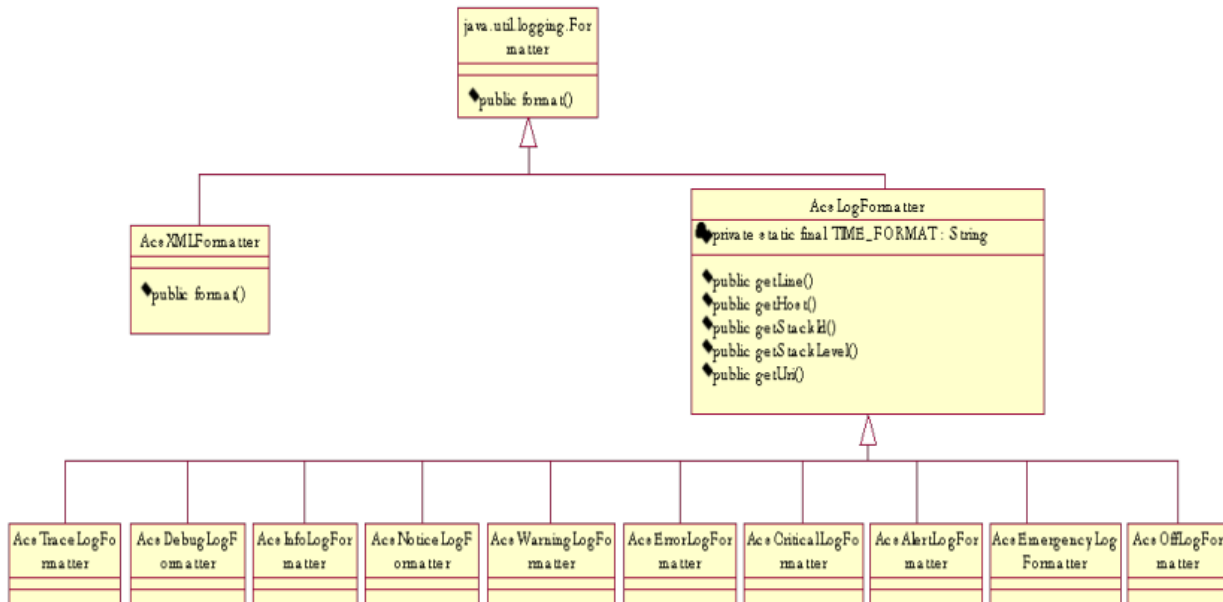 java.util.logging.For
matter
public format()
AcsXMLFormatter
public format()
AcsLogFormatter
private static final TIME_FORMAT : String
public getLine()
public getHost()
public getStackId()
public getStackLevel()
public getUri()
AcsTraceLogFo
rmatter
AcsDebugLogF
ormatter
AcsInfoLogFor
matter
AcsNoticeLogF
ormatter
AcsWarningLogFo
rmatter
AcsErrorLogFor
matter
AcsCriticalLogFo
rmatter
AcsAlertLogFor
matter
AcsEmergencyLog
Formatter
AcsOffLogFor
matter